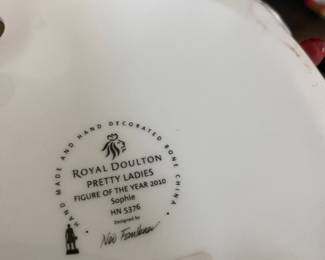 HAND MADE AND HAND DECORATED BONE CHINA
ROYAL DOULTON
PRETTY LADIES
FIGURE OF THE YEAR 2010
Sophie
HN 5376
Designed by